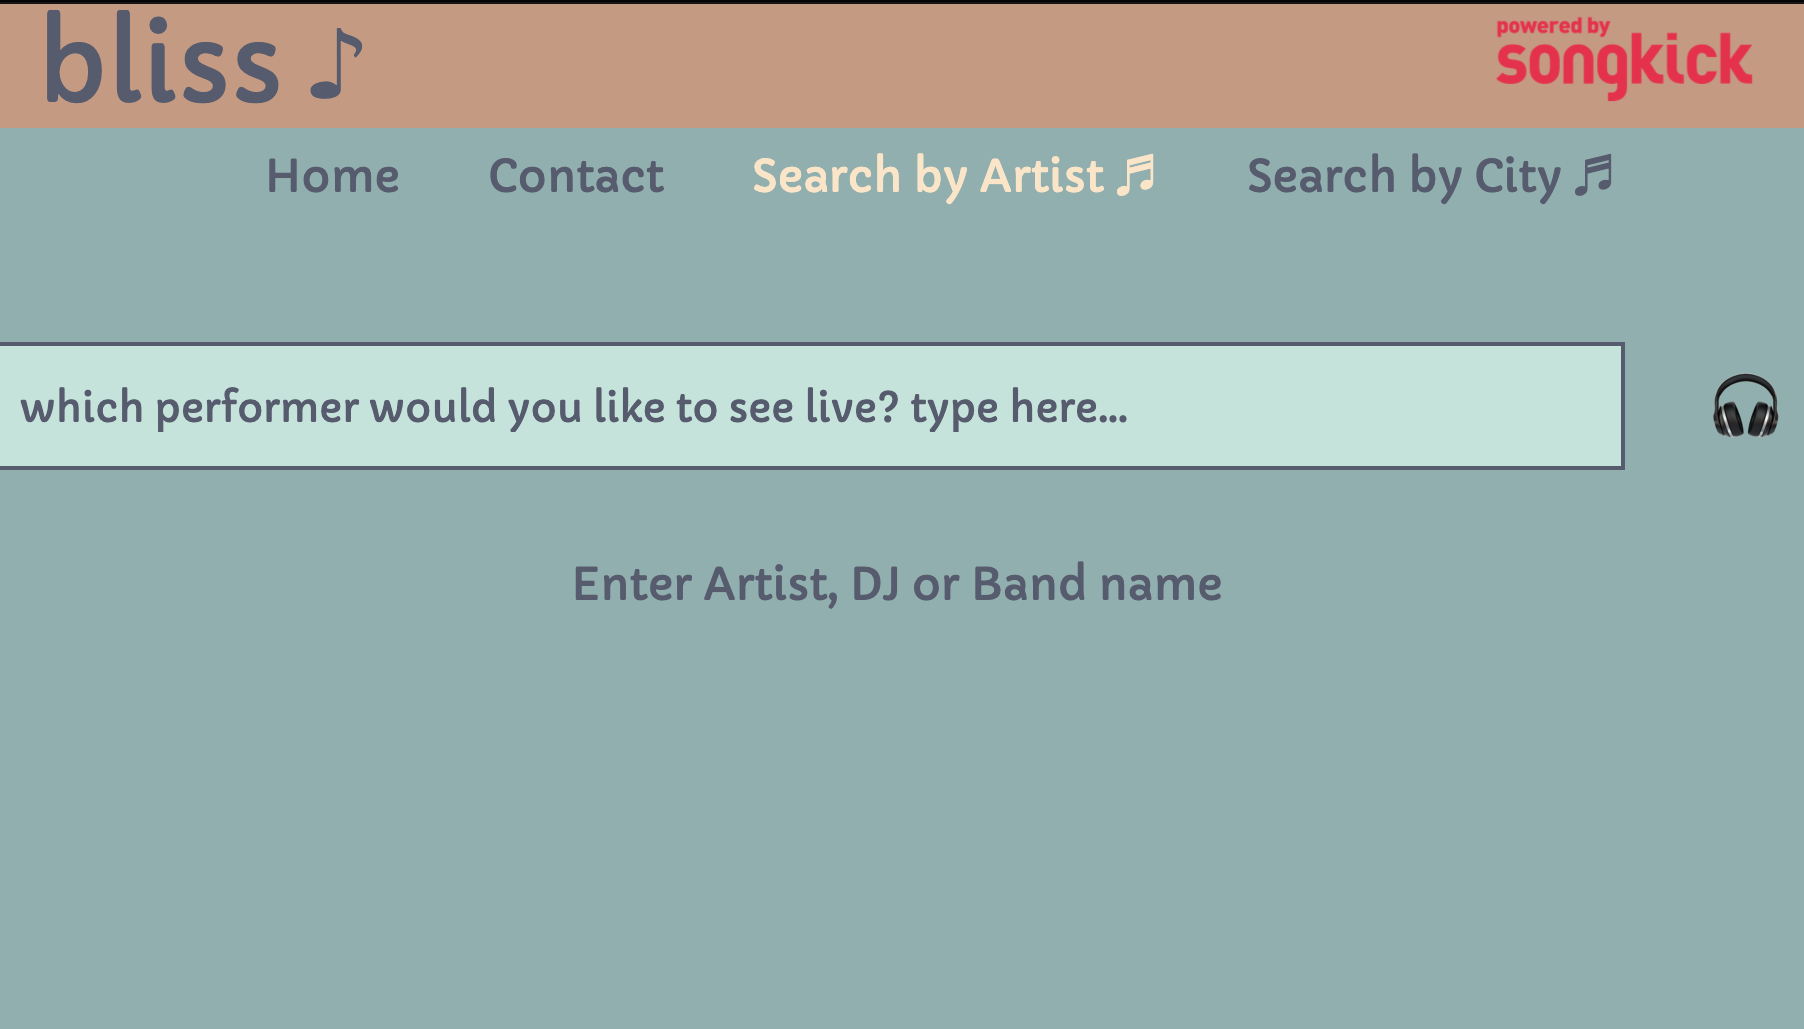 bliss ♪
powered by
songkick
Home Contact Search by Artist ♫ Search by City ♫
which performer would you like to see live? type here...
Enter Artist, DJ or Band name